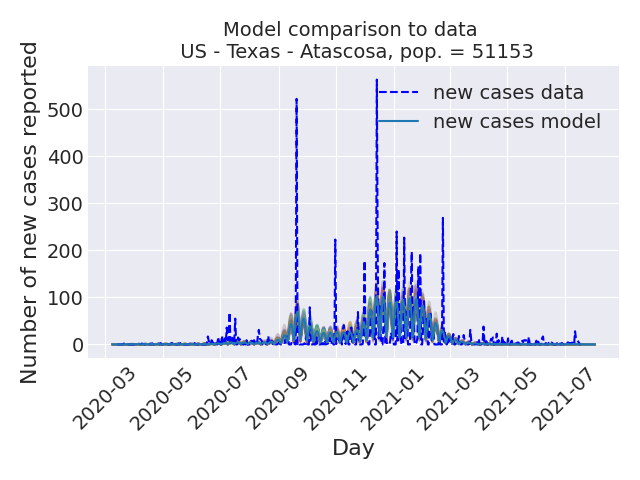 Model comparison to data
US - Texas - Atascosa, pop. = 51153
Number of new cases reported
500
400
300
200
100
0
new cases data
new cases model
2020-03
2020-05
2020-07
2020-09
2020-11
2021-01
2021-03
2021-05
2021-07
Day